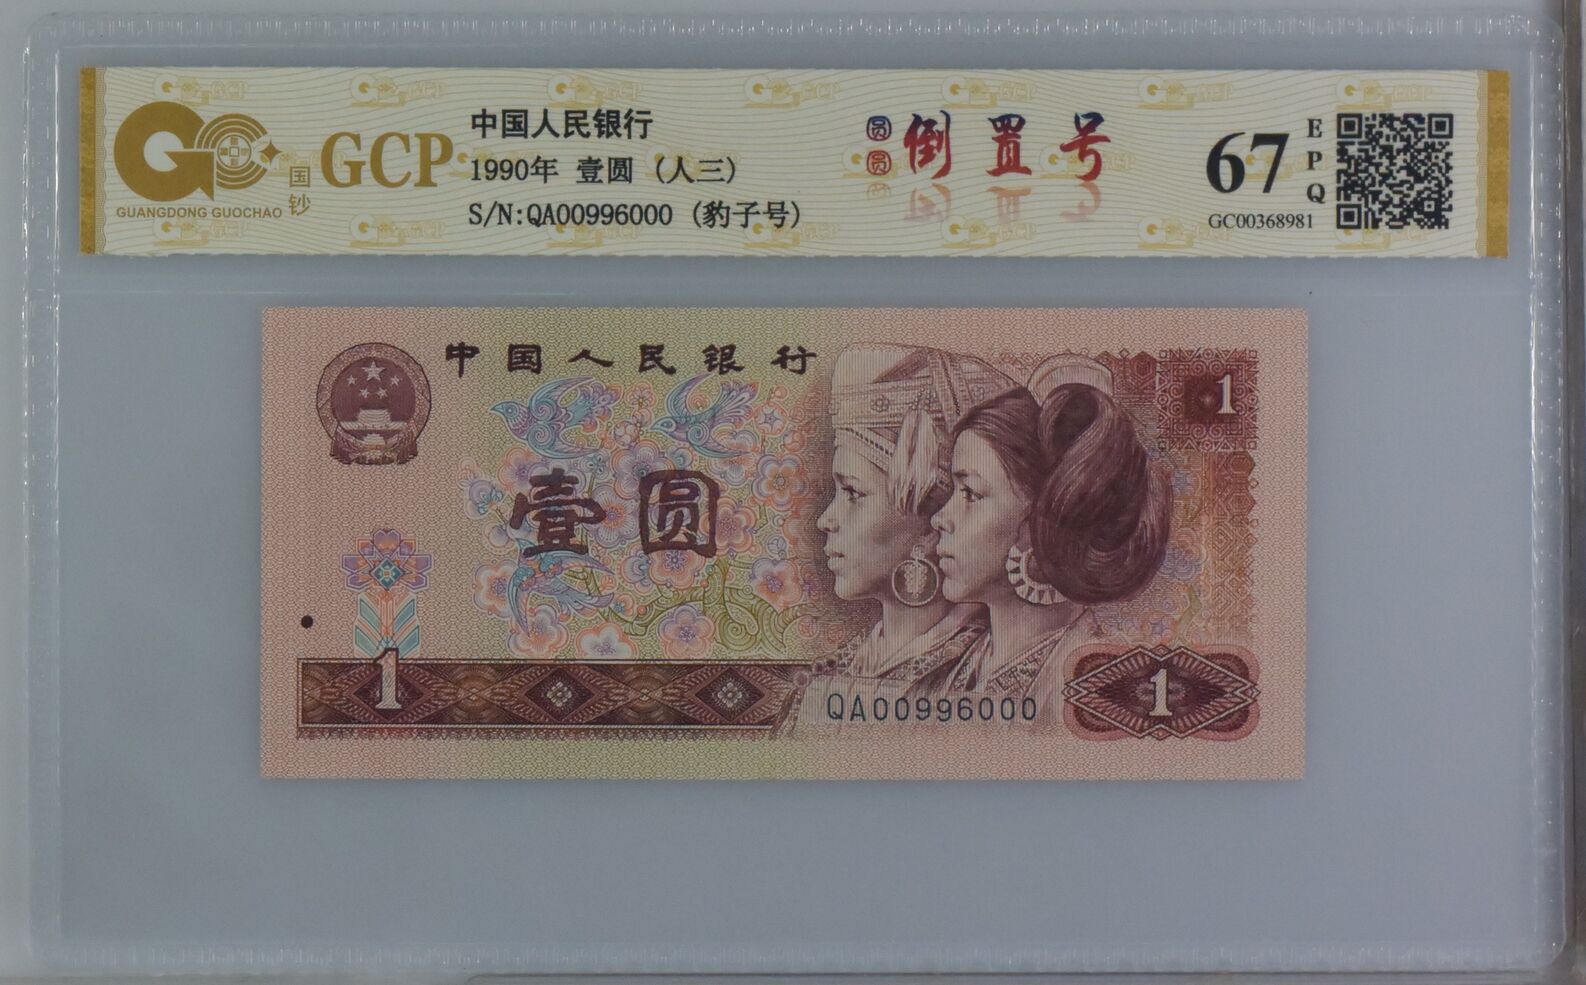 GCP
国钞
GUANGDONG GUOCHAO
中国人民银行
1990年 壹圆 (人三)
S/N:QA00996000 (豹子号)
圆
圆
倒置号
67
EPQ
GC00368981
中国人民银行
1
壹圆
1
QA00996000
1